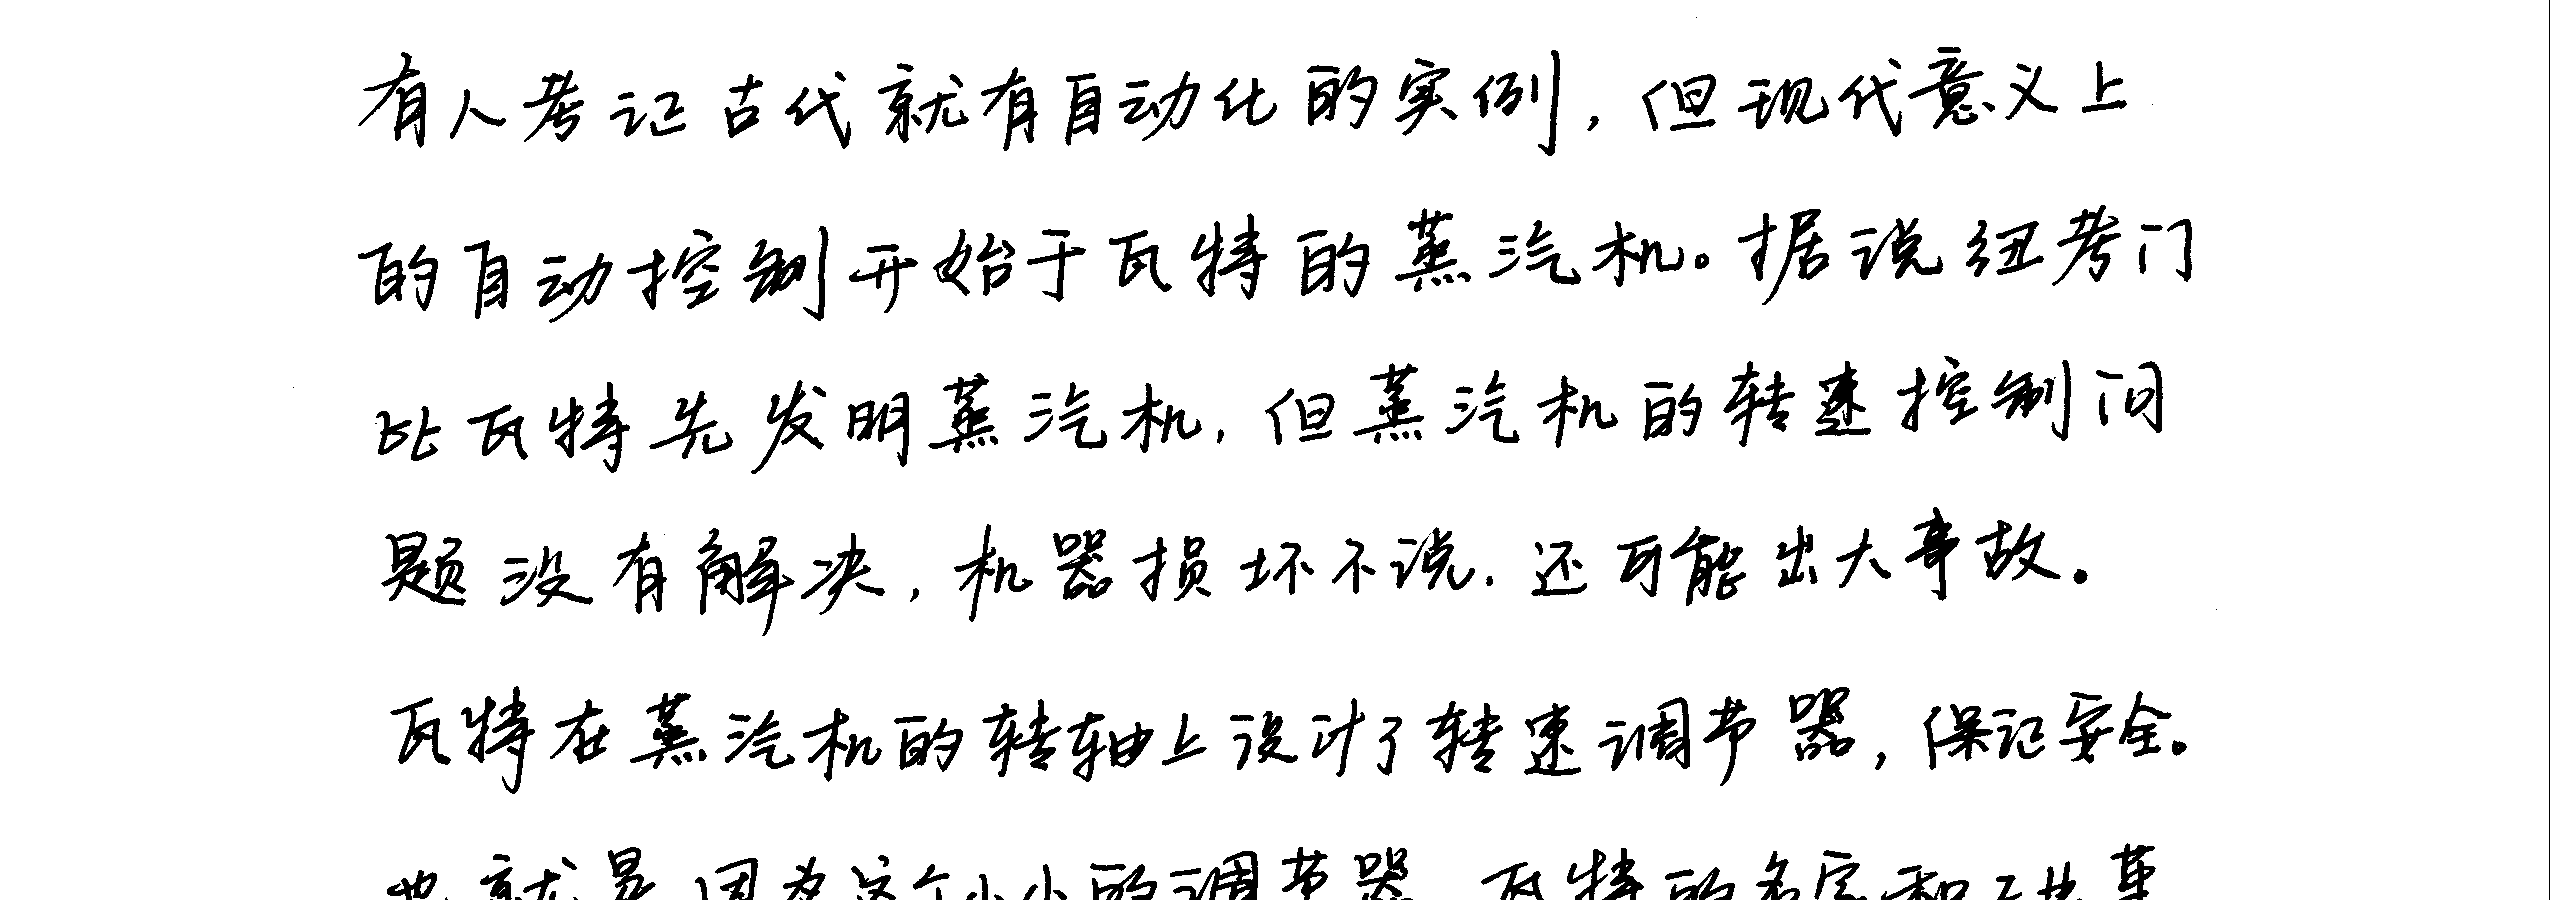 有人考证古代就有自动化的实例，但现代意义上
的自动控制开始于瓦特的蒸汽机。据说纽考门
比瓦特先发明蒸汽机，但蒸汽机的转速控制问
题没有解决，机器损坏不说，还可能出大事故。
瓦特在蒸汽机的转轴上设计了转速调节器，保证安全。
也就是因为这个小小的调节器，瓦特的名字和工业革